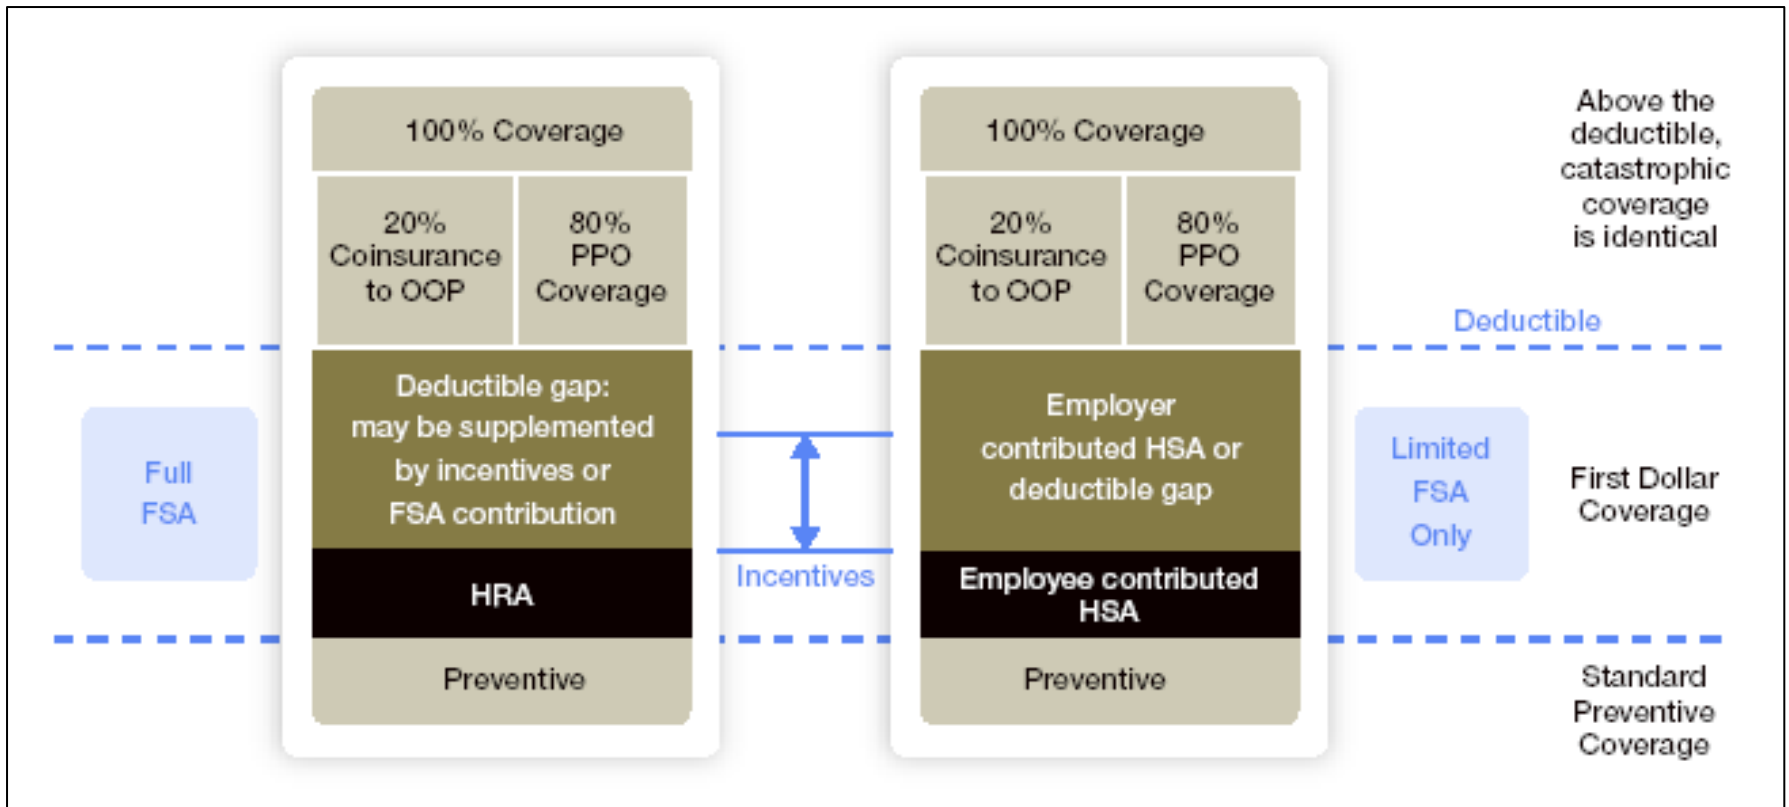 100% Coverage
20%
Coinsurance
to OOP
80%
PPO
Coverage
Deductible gap:
may be supplemented
by incentives or
FSA contribution
HRA
Preventive
Full
FSA
Incentives
100% Coverage
20%
Coinsurance
to OOP
80%
PPO
Coverage
Employer
contributed HSA or
deductible gap
Employee contributed
HSA
Preventive
Limited
FSA
Only
Above the
deductible,
catastrophic
coverage
is identical
Deductible
First Dollar
Coverage
Standard
Preventive
Coverage